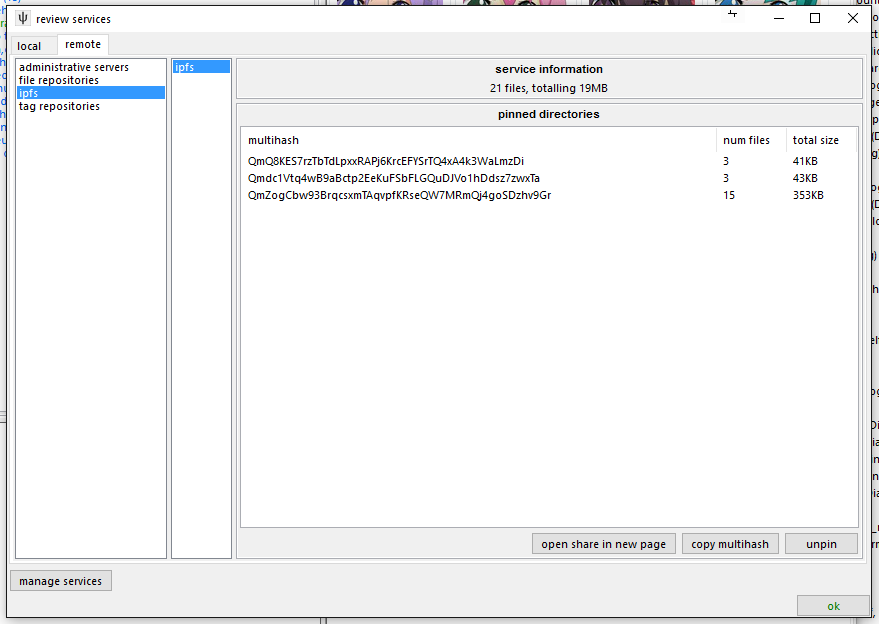 review services
local
remote
administrative servers
file repositories
ipfs
tag repositories
ipfs
service information
21 files, totalling 19MB
pinned directories
multihash num files total size
QmQ8KES7rzTbTdLpxxRAPj6KrcEFYSrTQ4xA4k3WaLmzDi 3 41KB
Qmdc1Vtq4wB9aBctp2EeKuFSbFLGQuDJVo1hDdsz7zwxTa 3 43KB
QmZogCbw93BrqcsxmTAqvpfKRseQW7MRmQj4goSDzhv9Gr 15 353KB
open share in new page
copy multihash
unpin
manage services
ok